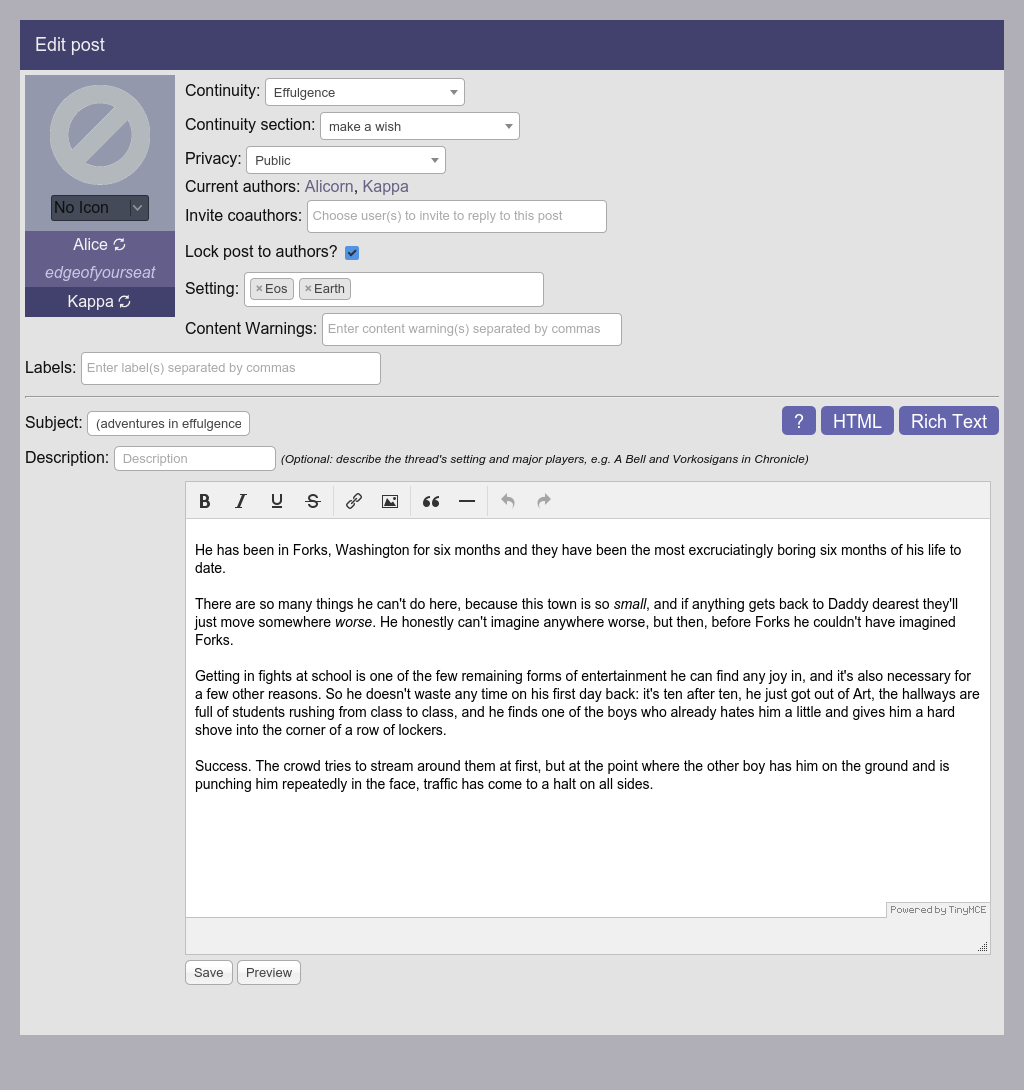 Edit post
Continuity: Effulgence
Continuity section: make a wish
Privacy: Public
Current authors: Alicorn, Kappa
No Icon
Invite coauthors: Choose user(s) to invite to reply to this post
Alice
Lock post to authors?
edgeofyourseat
Setting: ×Eos ×Earth
Kappa
Content Warnings: Enter content warning(s) separated by commas
Labels: Enter label(s) separated by commas
Subject: (adventures in effulgence
? HTML Rich Text
Description: Description (Optional: describe the thread's setting and major players, e.g. A Bell and Vorkosigans in Chronicle)
B I U S
He has been in Forks, Washington for six months and they have been the most excruciatingly boring six months of his life to
date.
There are so many things he can't do here, because this town is so small, and if anything gets back to Daddy dearest they'll
just move somewhere worse. He honestly can't imagine anywhere worse, but then, before Forks he couldn't have imagined
Forks.
Getting in fights at school is one of the few remaining forms of entertainment he can find any joy in, and it's also necessary for
a few other reasons. So he doesn't waste any time on his first day back: it's ten after ten, he just got out of Art, the hallways are
full of students rushing from class to class, and he finds one of the boys who already hates him a little and gives him a hard
shove into the corner of a row of lockers.
Success. The crowd tries to stream around them at first, but at the point where the other boy has him on the ground and is
punching him repeatedly in the face, traffic has come to a halt on all sides.
Powered by TinyMCE
Save Preview